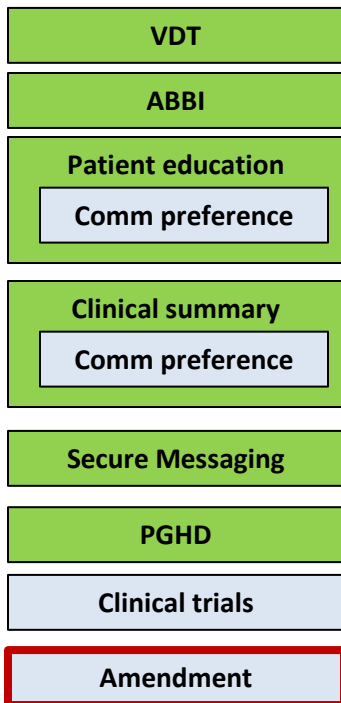 VDT
ABBI
Patient education
Comm preference
Clinical summary
Comm preference
Secure Messaging
PGHD
Clinical trials
Amendment